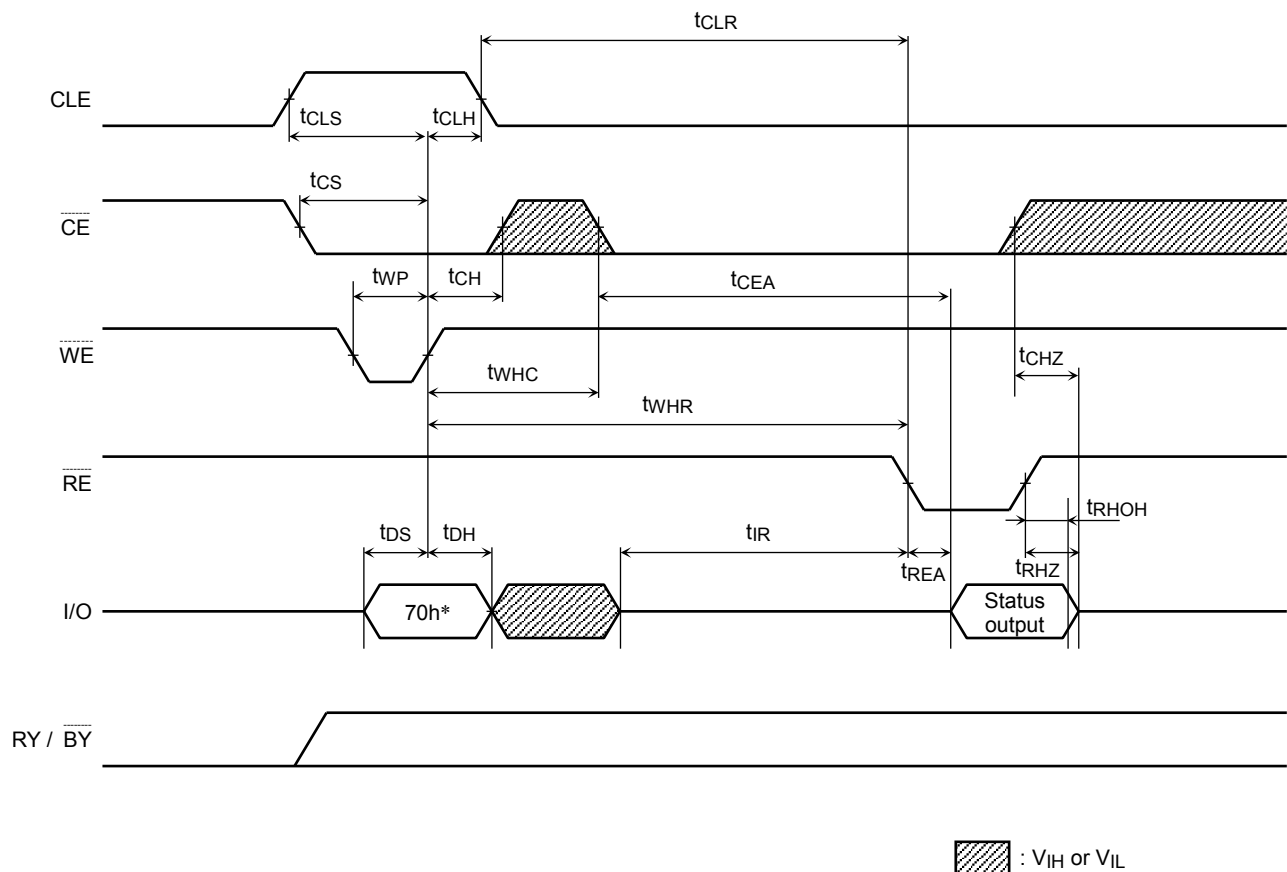 tCLR
CLE
tCLS
tCLH
tCS
CE
tWP
tCH
tCEA
WE
tWHC
tCHZ
tWHR
RE
tDS
tDH
tIR
tRHOH
tREA
tRHZ
I/O
70h*
Status
output
RY / BY
: VIH or VIL